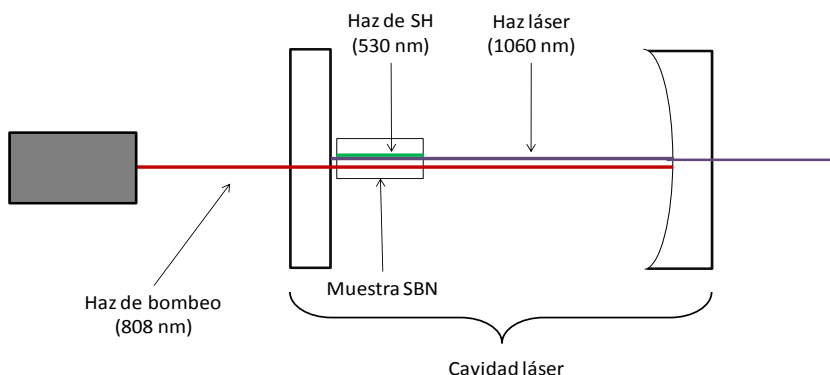 Haz de SH
(530 nm)
Haz láser
(1060 nm)
Haz de bombeo
(808 nm)
Muestra SBN
Cavidad láser